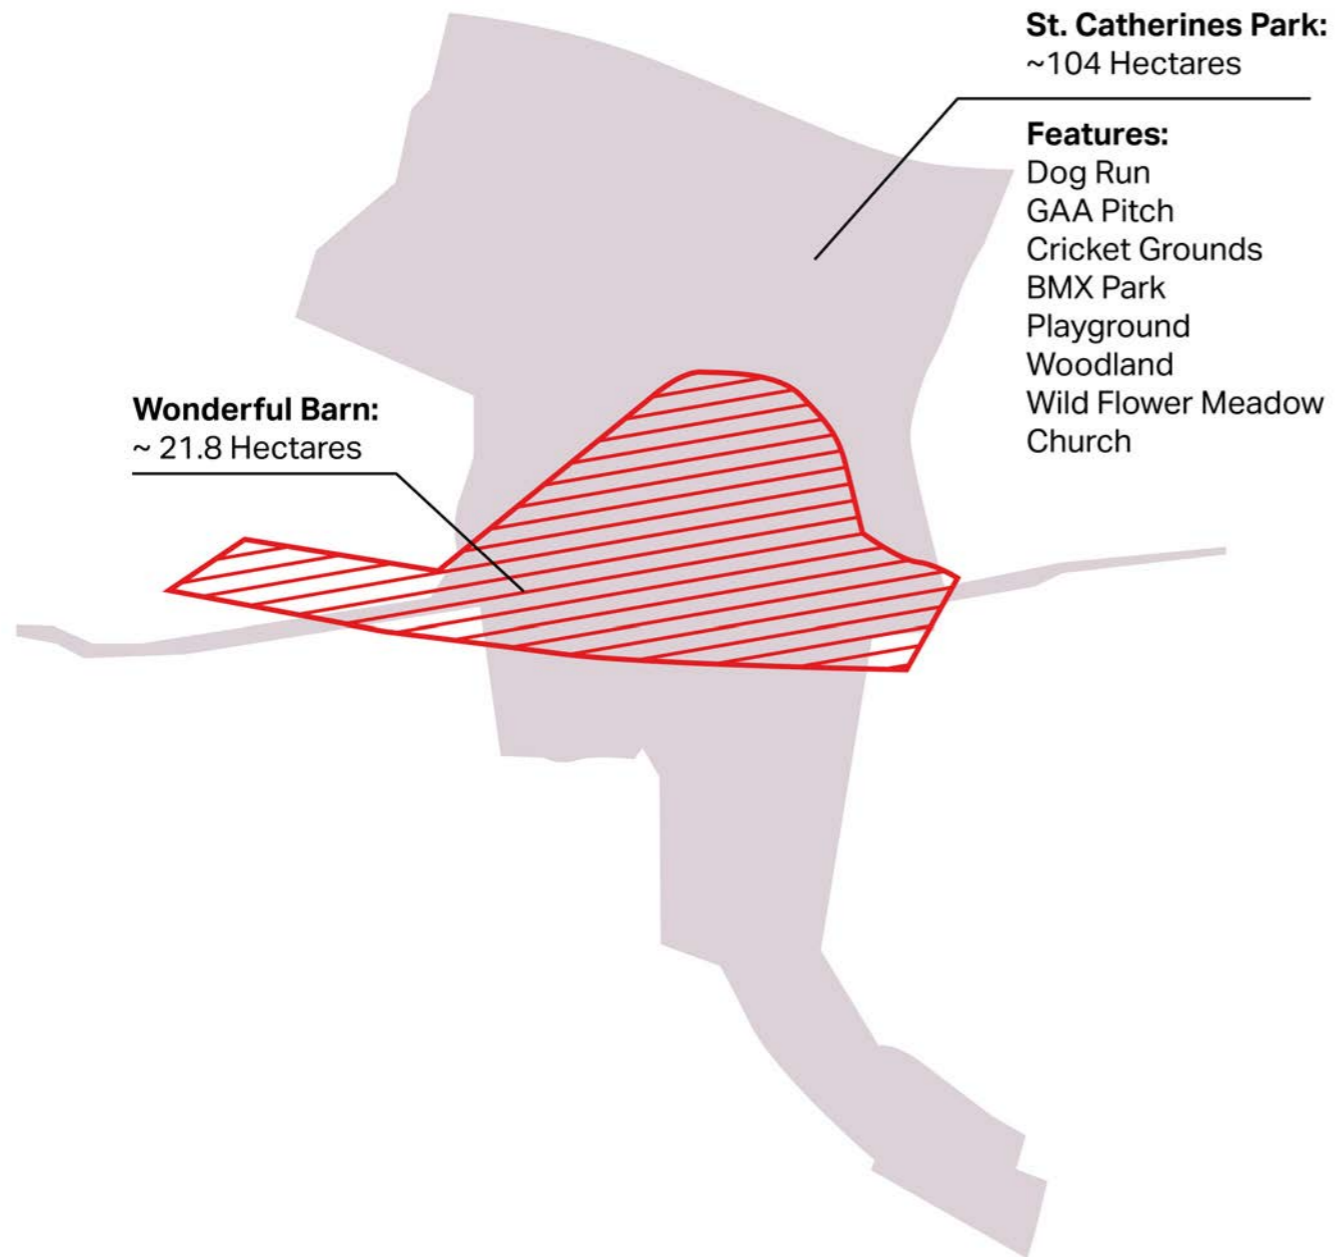 St. Catherines Park:
~104 Hectares
Features:
Dog Run
GAA Pitch
Cricket Grounds
BMX Park
Playground
Woodland
Wild Flower Meadow
Church
Wonderful Barn:
~ 21.8 Hectares